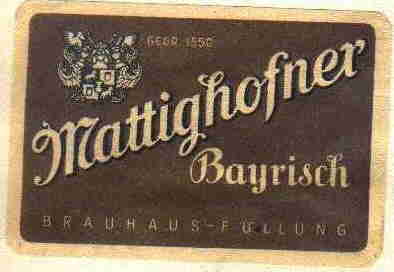 GEGR. 1550
Mattighofner
Bayrisch
BRAUHAUS-FÜLLUNG